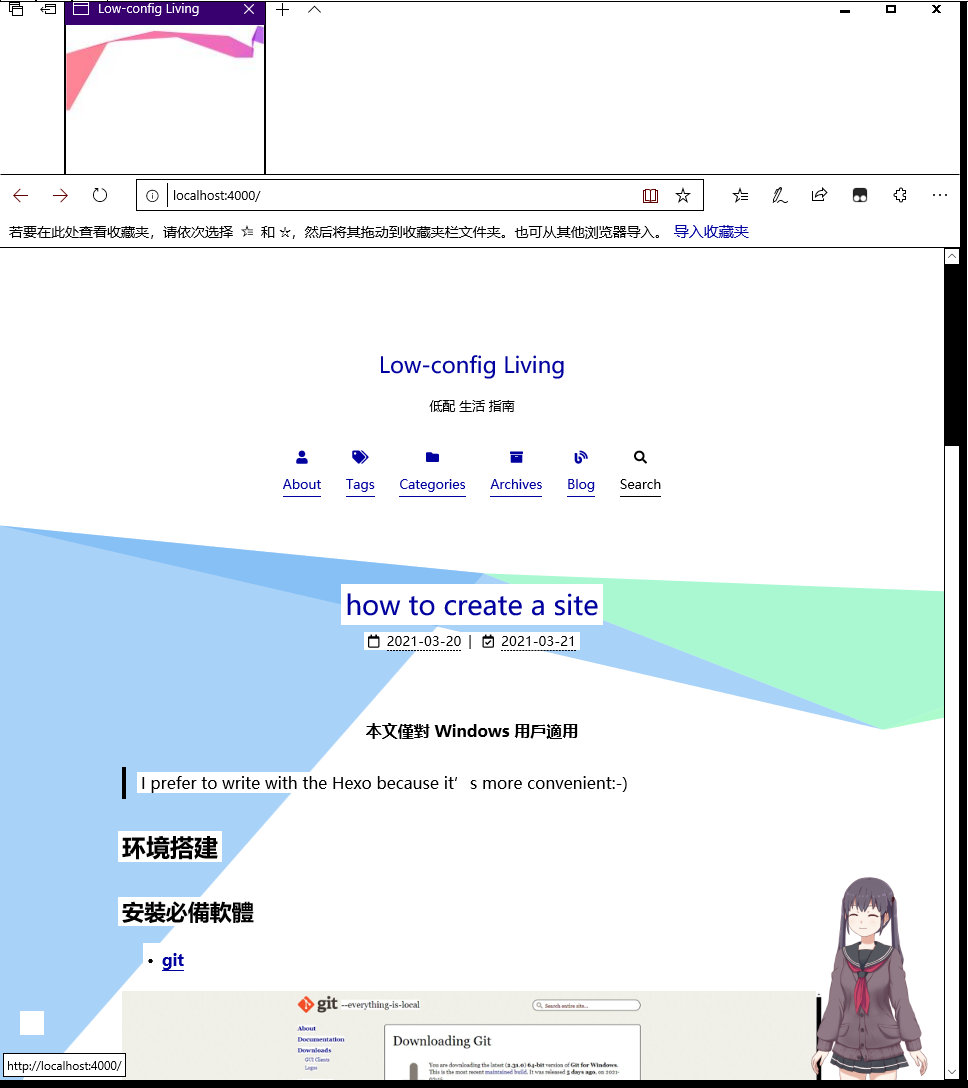 Low-config Living
localhost:4000/
若要在此处查看收藏夹，请依次选择 和 ，然后将其拖动到收藏夹栏文件夹。也可从其他浏览器导入。 导入收藏夹
Low-config Living
低配 生活 指南
About Tags Categories Archives Blog Search
how to create a site
2021-03-20 | 2021-03-21
本文僅對 Windows 用戶適用
I prefer to write with the Hexo because it’s more convenient:-)
环境搭建
安裝必備軟體
• git
git --everything-is-local
Search entire site...
About
Documentation
Downloads
GUI Clients
Logos
Downloading Git
You are downloading the latest (2.31.0) 64-bit version of Git for Windows.
This is the most recent maintained build. It was released 5 days ago, on 2021-
http://localhost:4000/